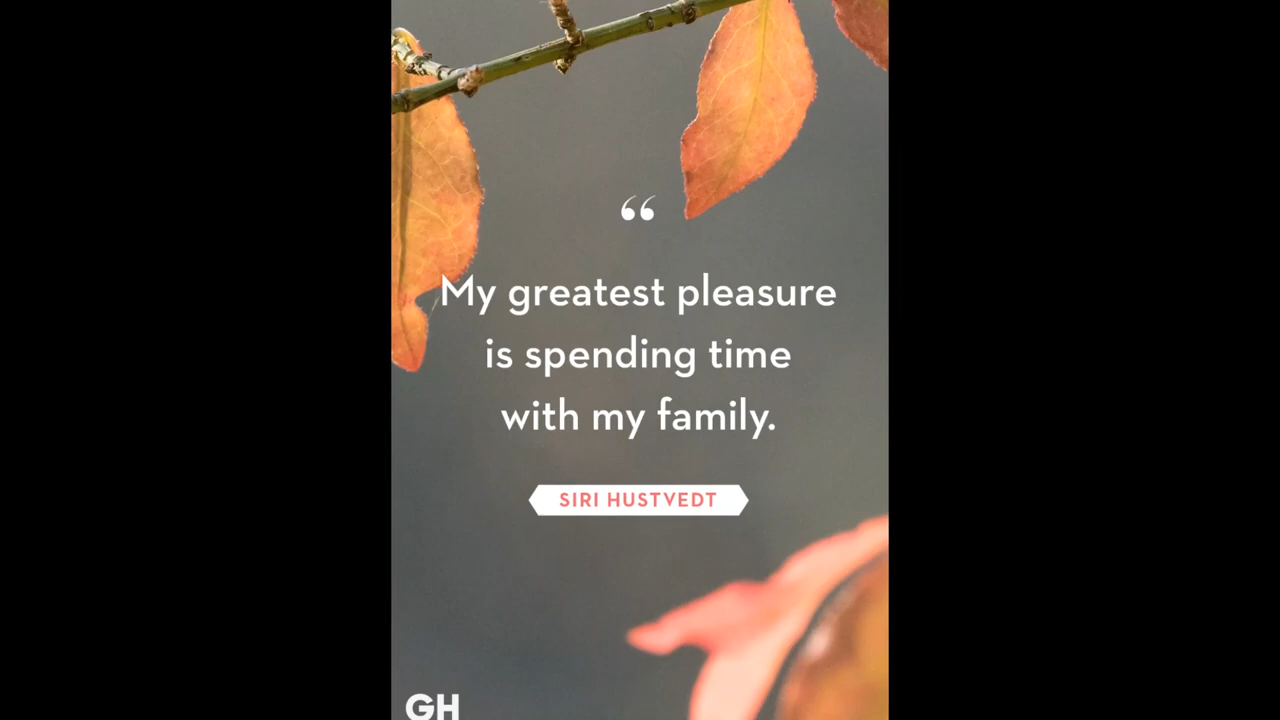 “
My greatest pleasure
is spending time
with my family.
SIRI HUSTVEDT
GH